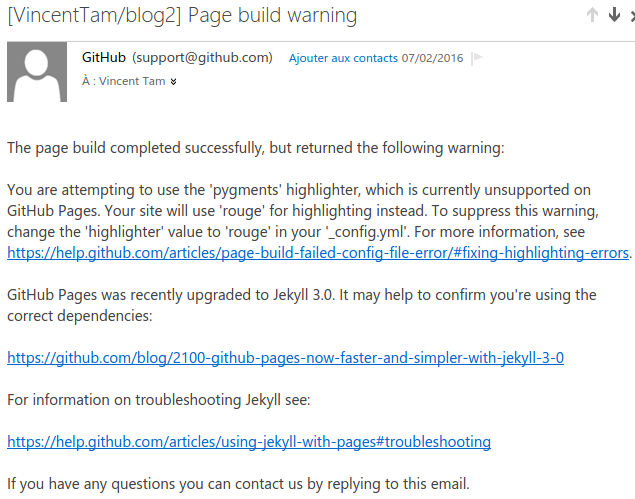 [VincentTam/blog2] Page build warning
GitHub (support@github.com) Ajouter aux contacts 07/02/2016
À : Vincent Tam
The page build completed successfully, but returned the following warning:
You are attempting to use the 'pygments' highlighter, which is currently unsupported on
GitHub Pages. Your site will use 'rouge' for highlighting instead. To suppress this warning,
change the 'highlighter' value to 'rouge' in your '_config.yml'. For more information, see
https://help.github.com/articles/page-build-failed-config-file-error/#fixing-highlighting-errors.
GitHub Pages was recently upgraded to Jekyll 3.0. It may help to confirm you're using the
correct dependencies:
https://github.com/blog/2100-github-pages-now-faster-and-simpler-with-jekyll-3-0
For information on troubleshooting Jekyll see:
https://help.github.com/articles/using-jekyll-with-pages#troubleshooting
If you have any questions you can contact us by replying to this email.